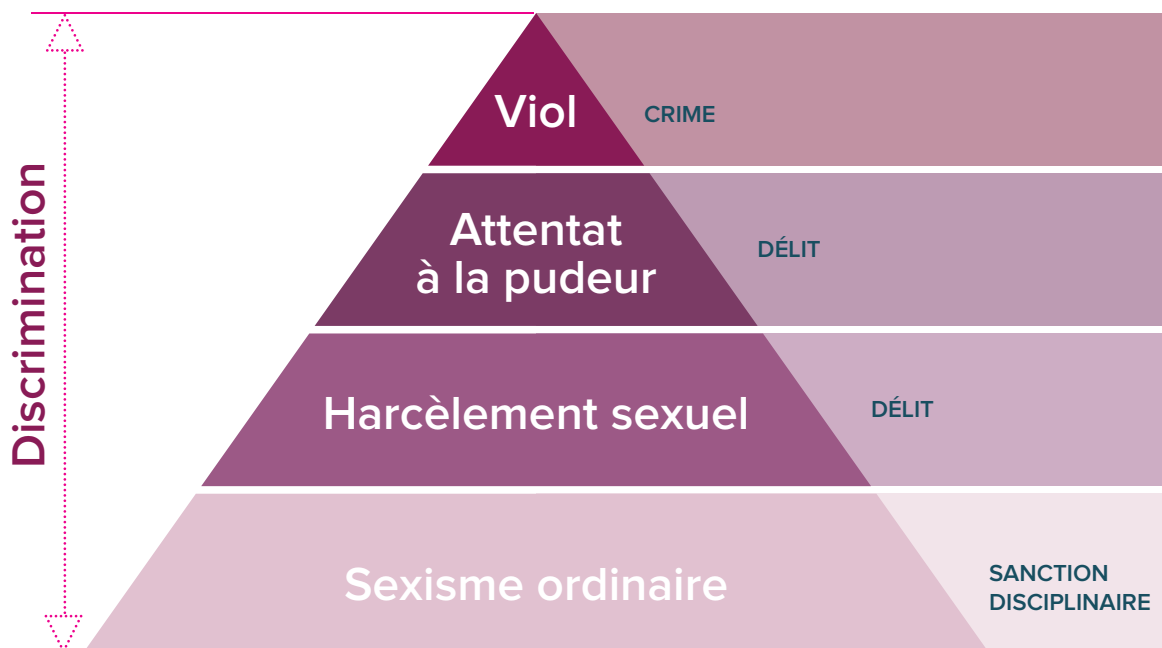 Discrimination
Viol
CRIME
Attentat
à la pudeur
DÉLIT
Harcèlement sexuel
DÉLIT
Sexisme ordinaire
SANCTION
DISCIPLINAIRE